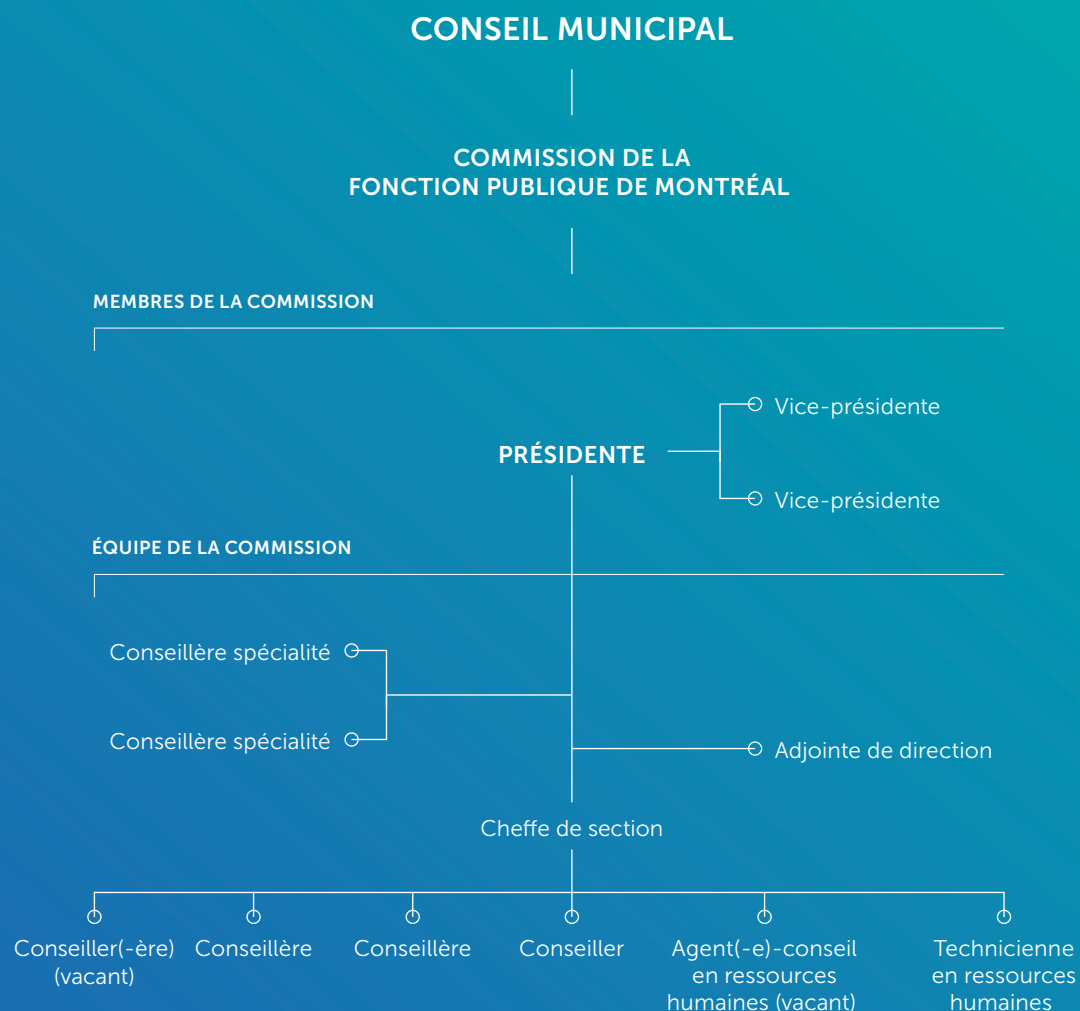 CONSEIL MUNICIPAL
COMMISSION DE LA
FONCTION PUBLIQUE DE MONTRÉAL
MEMBRES DE LA COMMISSION
Vice-présidente
PRÉSIDENTE
Vice-présidente
ÉQUIPE DE LA COMMISSION
Conseillère spécialité
Conseillère spécialité
Adjointe de direction
Cheffe de section
Conseiller(-ère)
(vacant)
Conseillère
Conseillère
Conseiller
Agent(-e)-conseil
en ressources
humaines (vacant)
Technicienne
en ressources
humaines